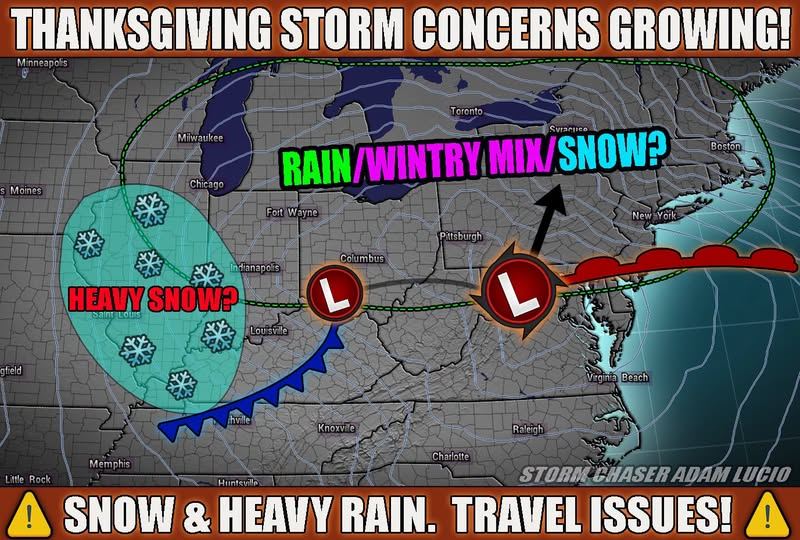 THANKSGIVING STORM CONCERNS GROWING!
Minneapolis
Toronto
Syracuse
Milwaukee
Boston
RAIN/WINTRY MIX/SNOW?
s Moines
Chicago
Fort Wayne
New York
Pittsburgh
Indianapolis
Columbus
L
L
HEAVY SNOW?
Saint Louis
Louisville
gfield
Virginia Beach
hville
Knoxville
Raleigh
Charlotte
Memphis
STORM CHASER ADAM LUCIO
Little Rock
Huntsville
! SNOW & HEAVY RAIN. TRAVEL ISSUES! !